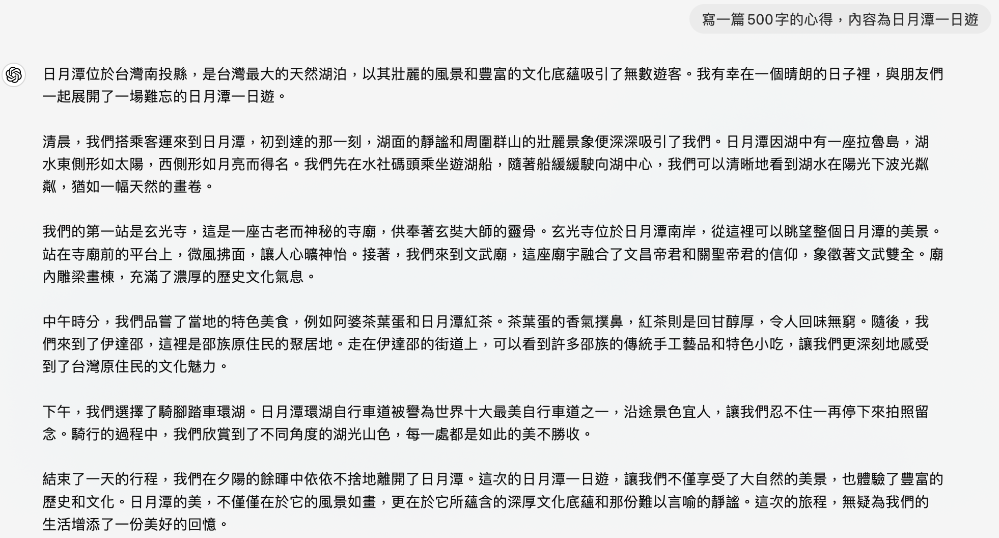 寫一篇500字的心得，內容為日月潭一日遊
日月潭位於台灣南投縣，是台灣最大的天然湖泊，以其壯麗的風景和豐富的文化底蘊吸引了無數遊客。我有幸在一個晴朗的日子裡，與朋友們
一起展開了一場難忘的日月潭一日遊。
清晨，我們搭乘客運來到日月潭，初到達的那一刻，湖面的靜謐和周圍群山的壯麗景象便深深吸引了我們。日月潭因湖中有一座拉魯島，湖
水東側形如太陽，西側形如月亮而得名。我們先在水社碼頭乘坐遊湖船，隨著船緩緩駛向湖中心，我們可以清晰地看到湖水在陽光下波光粼
粼，猶如一幅天然的畫卷。
我們的第一站是玄光寺，這是一座古老而神秘的寺廟，供奉著玄奘大師的靈骨。玄光寺位於日月潭南岸，從這裡可以眺望整個日月潭的美景。
站在寺廟前的平台上，微風拂面，讓人心曠神怡。接著，我們來到文武廟，這座廟宇融合了文昌帝君和關聖帝君的信仰，象徵著文武雙全。廟
內雕梁畫棟，充滿了濃厚的歷史文化氣息。
中午時分，我們品嘗了當地的特色美食，例如阿婆茶葉蛋和日月潭紅茶。茶葉蛋的香氣撲鼻，紅茶則是回甘醇厚，令人回味無窮。隨後，我
們來到了伊達邵，這裡是邵族原住民的聚居地。走在伊達邵的街道上，可以看到許多邵族的傳統手工藝品和特色小吃，讓我們更深刻地感受
到了台灣原住民的文化魅力。
下午，我們選擇了騎腳踏車環湖。日月潭環湖自行車道被譽為世界十大最美自行車道之一，沿途景色宜人，讓我們忍不住一再停下來拍照留
念。騎行的過程中，我們欣賞到了不同角度的湖光山色，每一處都是如此的美不勝收。
結束了一天的行程，我們在夕陽的餘暉中依依不捨地離開了日月潭。這次的日月潭一日遊，讓我們不僅享受了大自然的美景，也體驗了豐富的
歷史和文化。日月潭的美，不僅僅在於它的風景如畫，更在於它所蘊含的深厚文化底蘊和那份難以言喻的靜謐。這次的旅程，無疑為我們的
生活增添了一份美好的回憶。